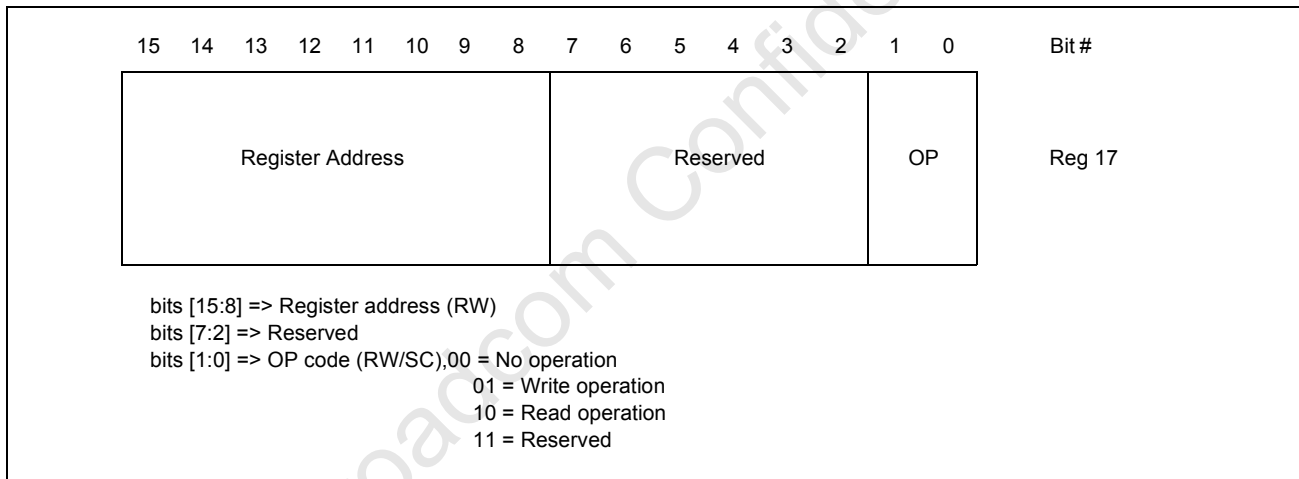 15 14 13 12 11 10 9 8 7 6 5 4 3 2 1 0 Bit #
Register Address Reserved OP Reg 17
bits [15:8] => Register address (RW)
bits [7:2] => Reserved
bits [1:0] => OP code (RW/SC),00 = No operation
01 = Write operation
10 = Read operation
11 = Reserved